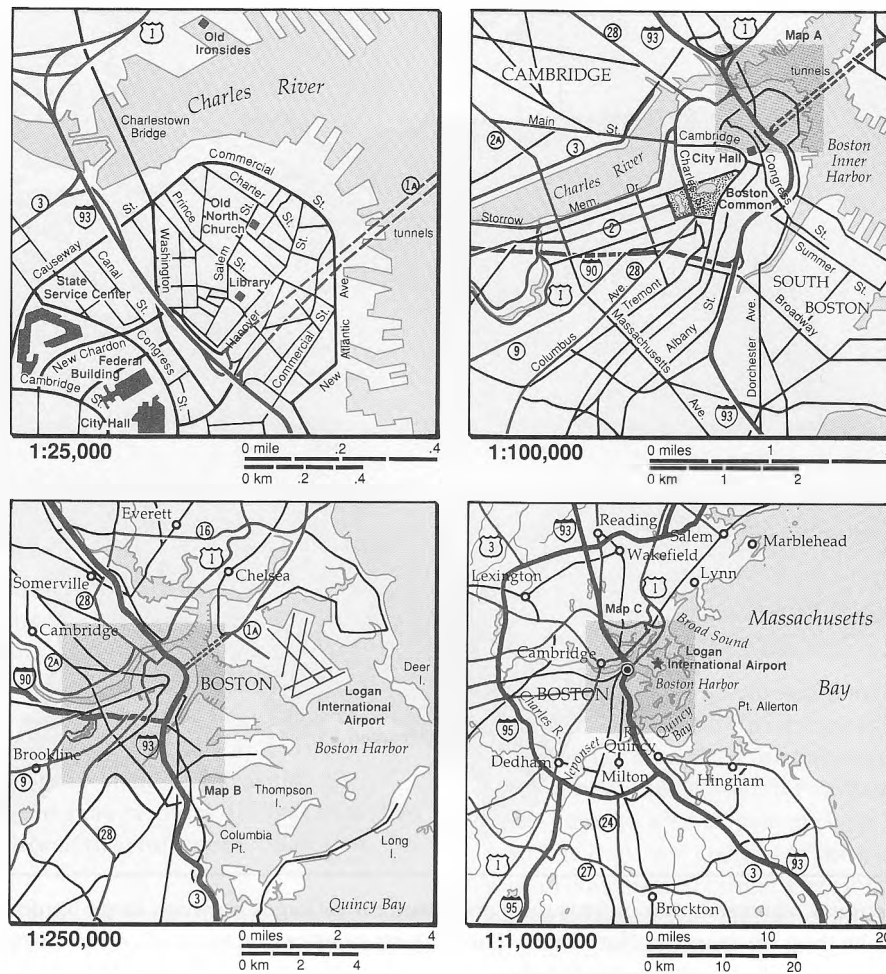 1
Old
Ironsides
Charles River
Charlestown
Bridge
Commercial
Charter
St.
St.
St.
Old
North
Church
Prince
Salem
St.
Washington
Library
Hanover
1A
tunnels
3
93
St.
Causeway
Canal
St.
State
Service Center
New Chardon
Congress
St.
Federal
Building
Cambridge
St.
City Hall
Commercial
St.
New
Atlantic
Ave.
1:25,000
0 mile .2 .4
0 km .2 .4
28
93
1
Map A
CAMBRIDGE
tunnels
Main
St.
2A
3
Cambridge
City Hall
Congress
Boston
Inner
Harbor
Charles River
Charles St.
Boston
Common
Mem.
Dr.
Storrow
2
St.
Summer
St.
90
28
1
SOUTH
BOSTON
Broadway
Ave.
Tremont
St.
Columbus
Massachusetts
Albany
Ave.
Dorchester
Ave.
9
93
1:100,000
0 miles 1
0 km 1 2
Everett
16
1
Somerville
28
Chelsea
Cambridge
1A
2A
90
BOSTON
Deer
I.
Logan
International
Airport
93
Boston Harbor
Brookline
9
Map B
Thompson
I.
Columbia
Pt.
Long
I.
28
3
Quincy Bay
1:250,000
0 miles 2 4
0 km 2 4
93
Reading
3
Salem
Wakefield
Marblehead
Lexington
1
Lynn
Map C
Massachusetts
Broad Sound
Cambridge
Logan
International Airport
BOSTON
Boston Harbor
Bay
Pt. Allerton
Quincy
Bay
Charles R.
95
R.
Quincy
Dedham
Neponset
Milton
Hingham
24
1
27
3
93
95
Brockton
1:1,000,000
0 miles 10 20
0 km 10 20